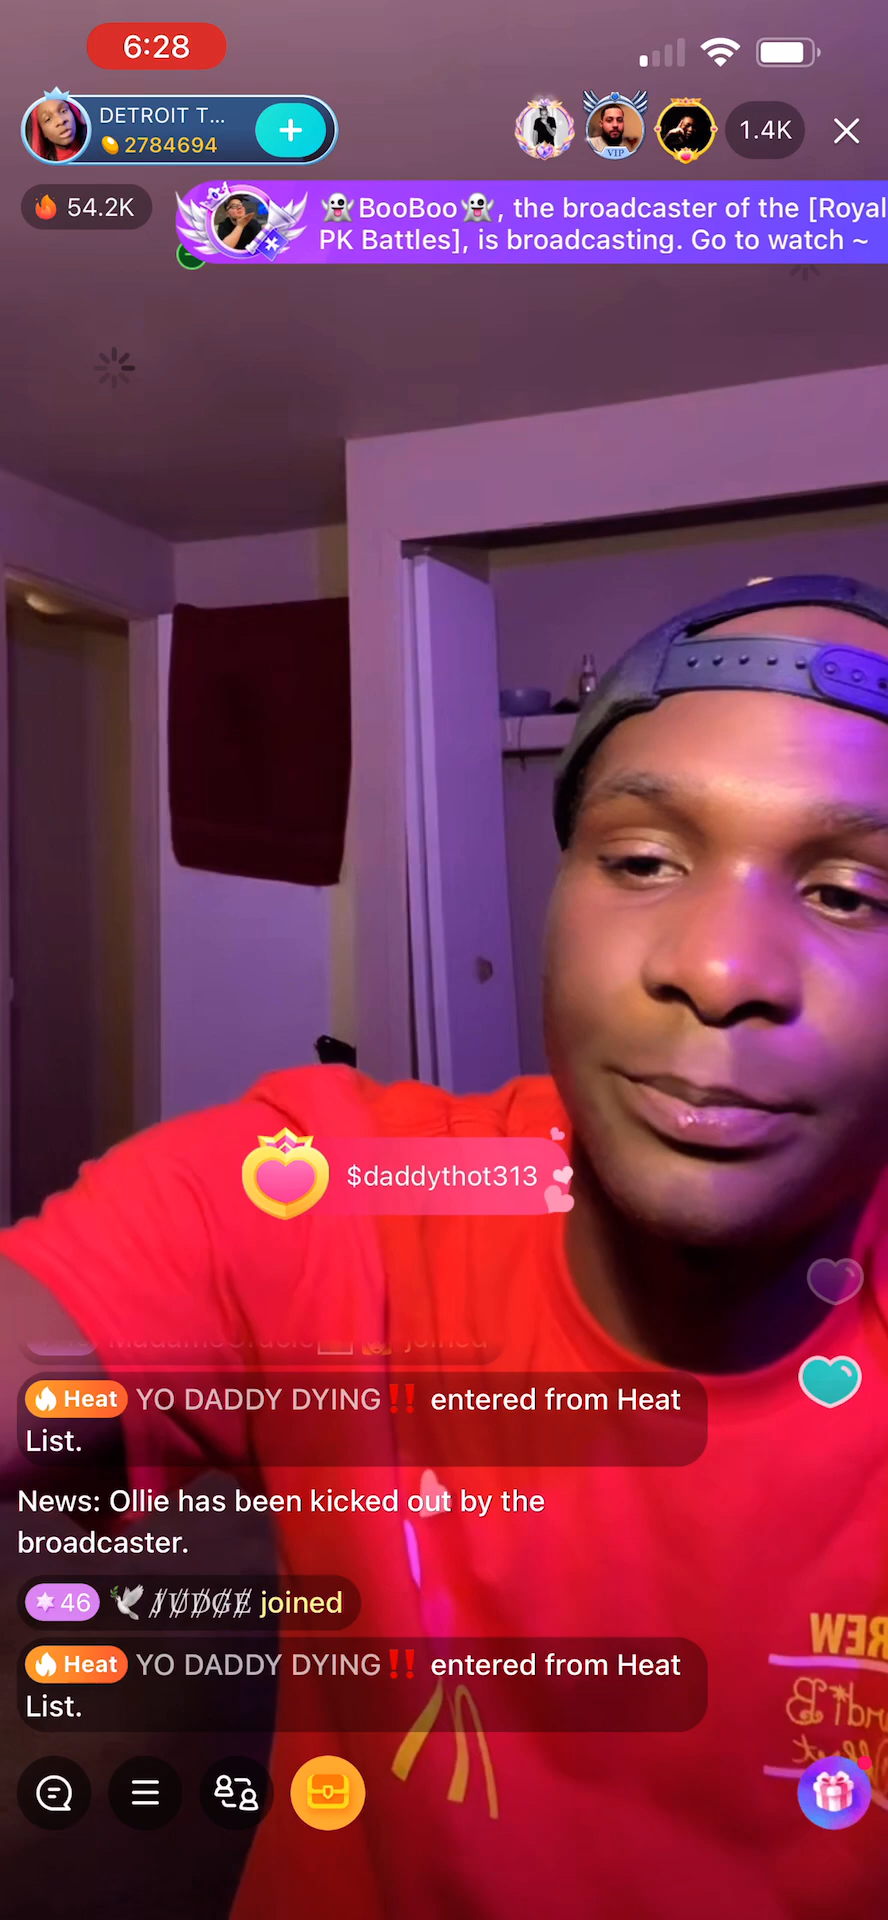 6:28
DETROIT T...
2784694
VIP
1.4K
54.2K
👻BooBoo👻, the broadcaster of the [Royal
PK Battles], is broadcasting. Go to watch ~
$daddythot313
joined
Heat YO DADDY DYING‼️ entered from Heat
List.
News: Ollie has been kicked out by the
broadcaster.
46 🕊 JUDGE joined
Heat YO DADDY DYING‼️ entered from Heat
List.